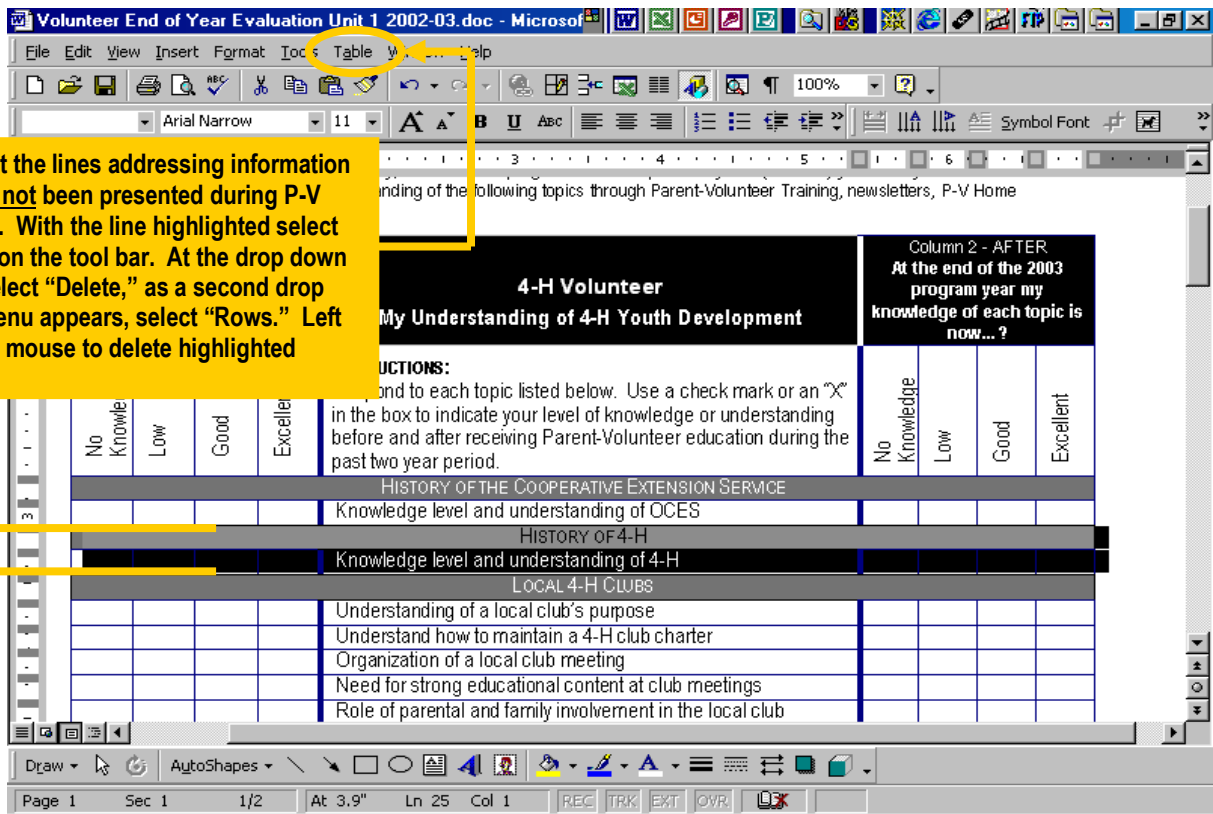 Volunteer End of Year Evaluation Unit 1 2002-03.doc - Microsof
File Edit View Insert Format Tools Table Help
100%
Arial Narrow 11 A A B U ABC Symbol Font
3 4 5 6
nding of the following topics through Parent-Volunteer Training, newsletters, P-V Home
t the lines addressing information
not been presented during P-V
. With the line highlighted select
on the tool bar. At the drop down
elect “Delete,” as a second drop
enu appears, select “Rows.” Left
mouse to delete highlighted
4-H Volunteer
My Understanding of 4-H Youth Development
Column 2 - AFTER
At the end of the 2003
program year my
knowledge of each topic is
now...?
UCTIONS:
ond to each topic listed below. Use a check mark or an "X"
in the box to indicate your level of knowledge or understanding
before and after receiving Parent-Volunteer education during the
past two year period.
No Knowle
Low
Good
Excelle
No Knowledge
Low
Good
Excellent
HISTORY OF THE COOPERATIVE EXTENSION SERVICE
Knowledge level and understanding of OCES
HISTORY OF 4-H
Knowledge level and understanding of 4-H
LOCAL 4-H CLUBS
Understanding of a local club's purpose
Understand how to maintain a 4-H club charter
Organization of a local club meeting
Need for strong educational content at club meetings
Role of parental and family involvement in the local club
3
Draw AutoShapes A
Page 1 Sec 1 1/2 At 3.9" Ln 25 Col 1 REC TRK EXT OVR